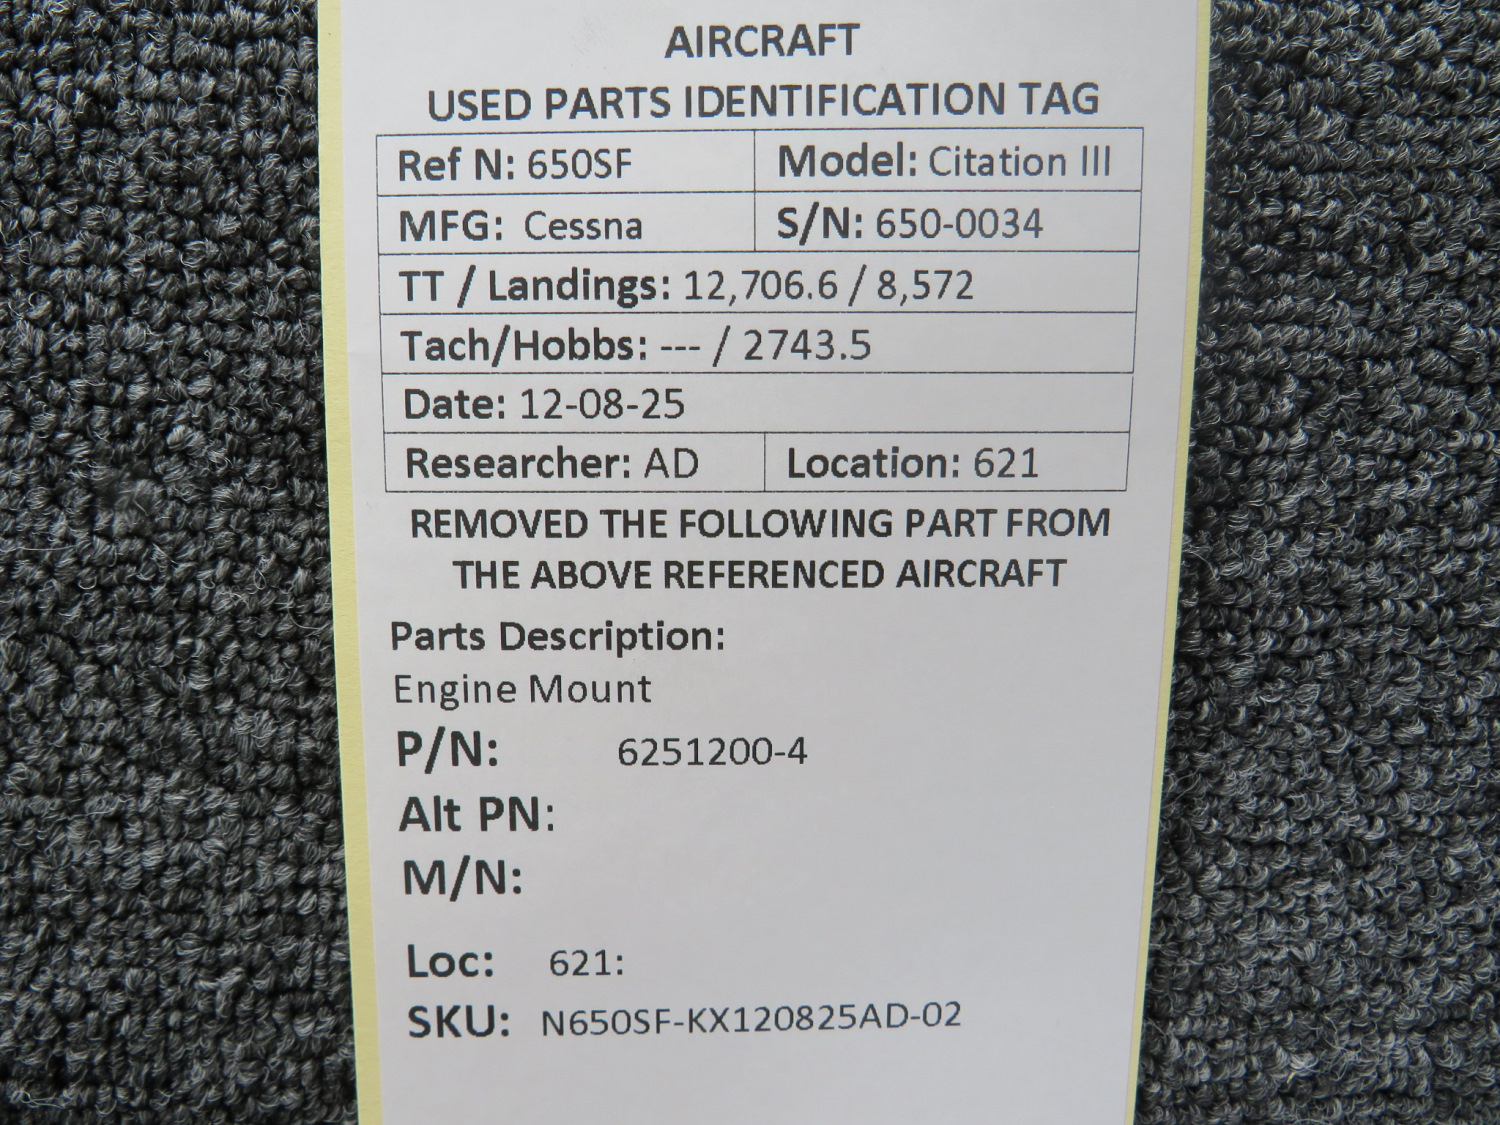 AIRCRAFT
USED PARTS IDENTIFICATION TAG
Ref N: 650SF Model: Citation III
MFG: Cessna S/N: 650-0034
TT / Landings: 12,706.6 / 8,572
Tach/Hobbs: --- / 2743.5
Date: 12-08-25
Researcher: AD Location: 621
REMOVED THE FOLLOWING PART FROM
THE ABOVE REFERENCED AIRCRAFT
Parts Description:
Engine Mount
P/N: 6251200-4
Alt PN:
M/N:
Loc: 621:
SKU: N650SF-KX120825AD-02